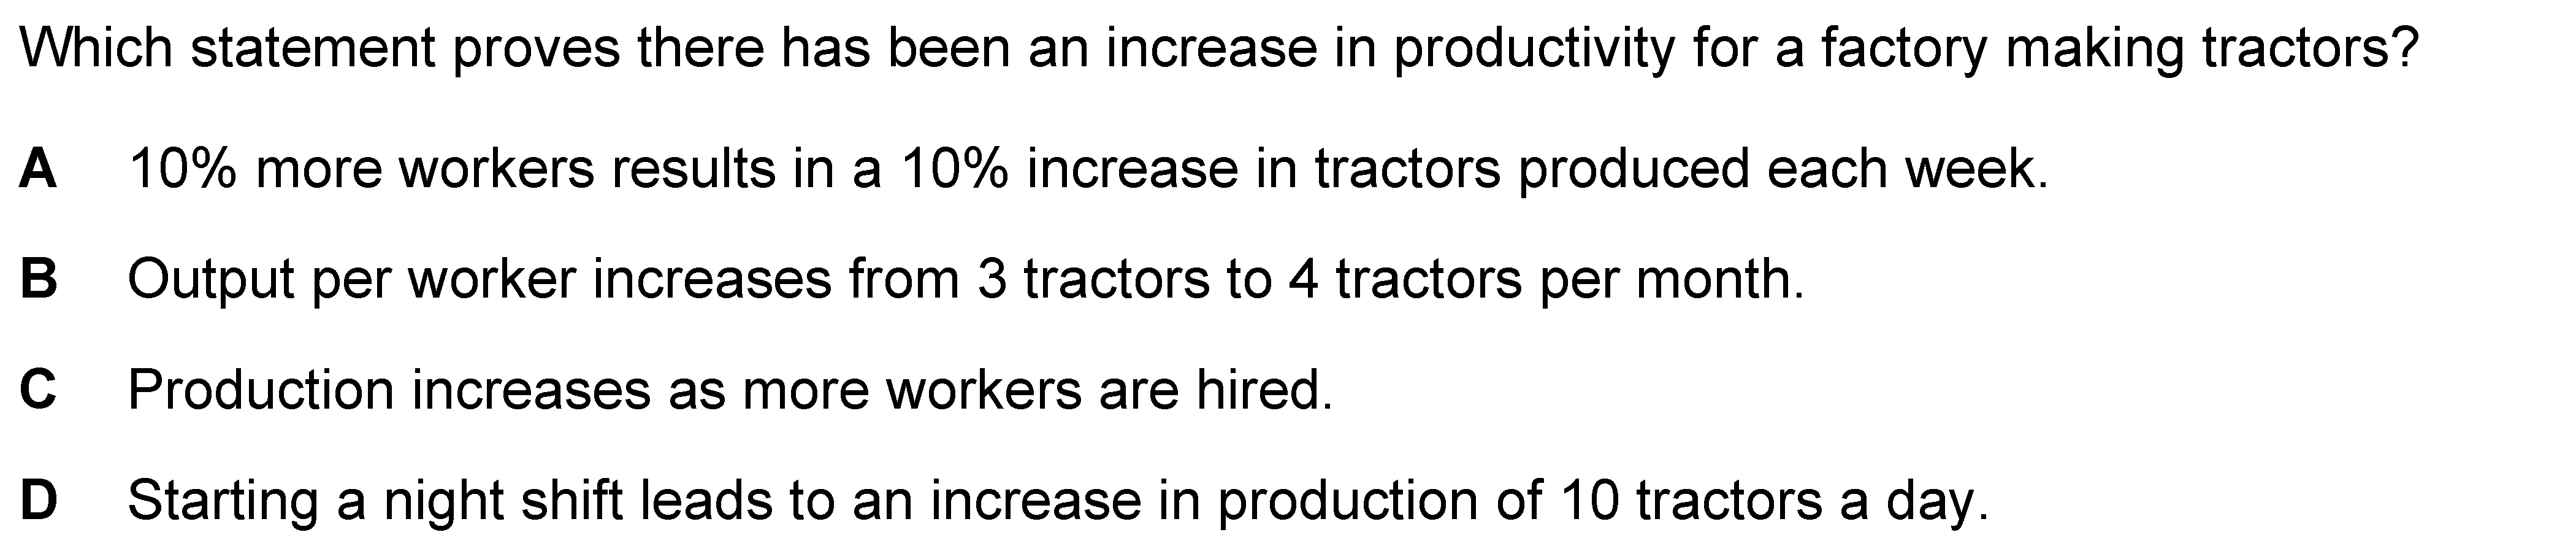 Which statement proves there has been an increase in productivity for a factory making tractors?
A 10% more workers results in a 10% increase in tractors produced each week.
B Output per worker increases from 3 tractors to 4 tractors per month.
C Production increases as more workers are hired.
D Starting a night shift leads to an increase in production of 10 tractors a day.